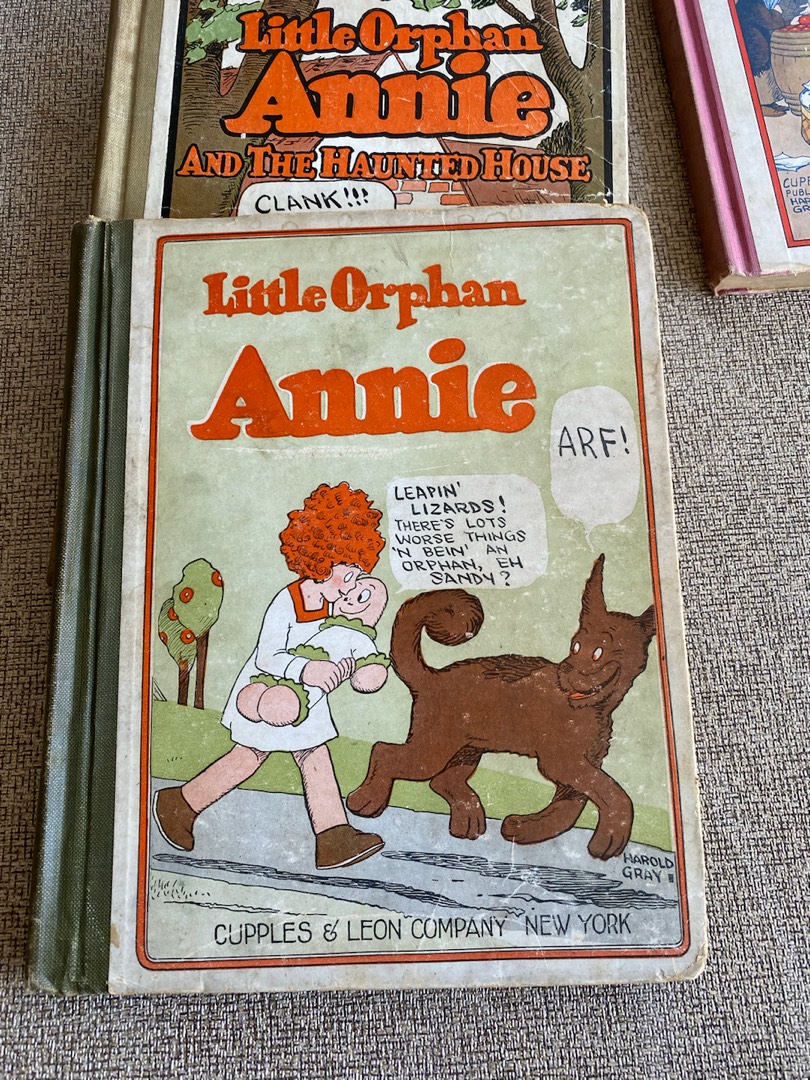 Little Orphan
Annie
AND THE HAUNTED HOUSE
CLANK!!!
Little Orphan
Annie
ARF!
LEAPIN'
LIZARDS!
THERE'S LOTS
WORSE THINGS
'N BEIN' AN
ORPHAN, EH
SANDY?
HAROLD
GRAY
CUPPLES & LEON COMPANY NEW YORK